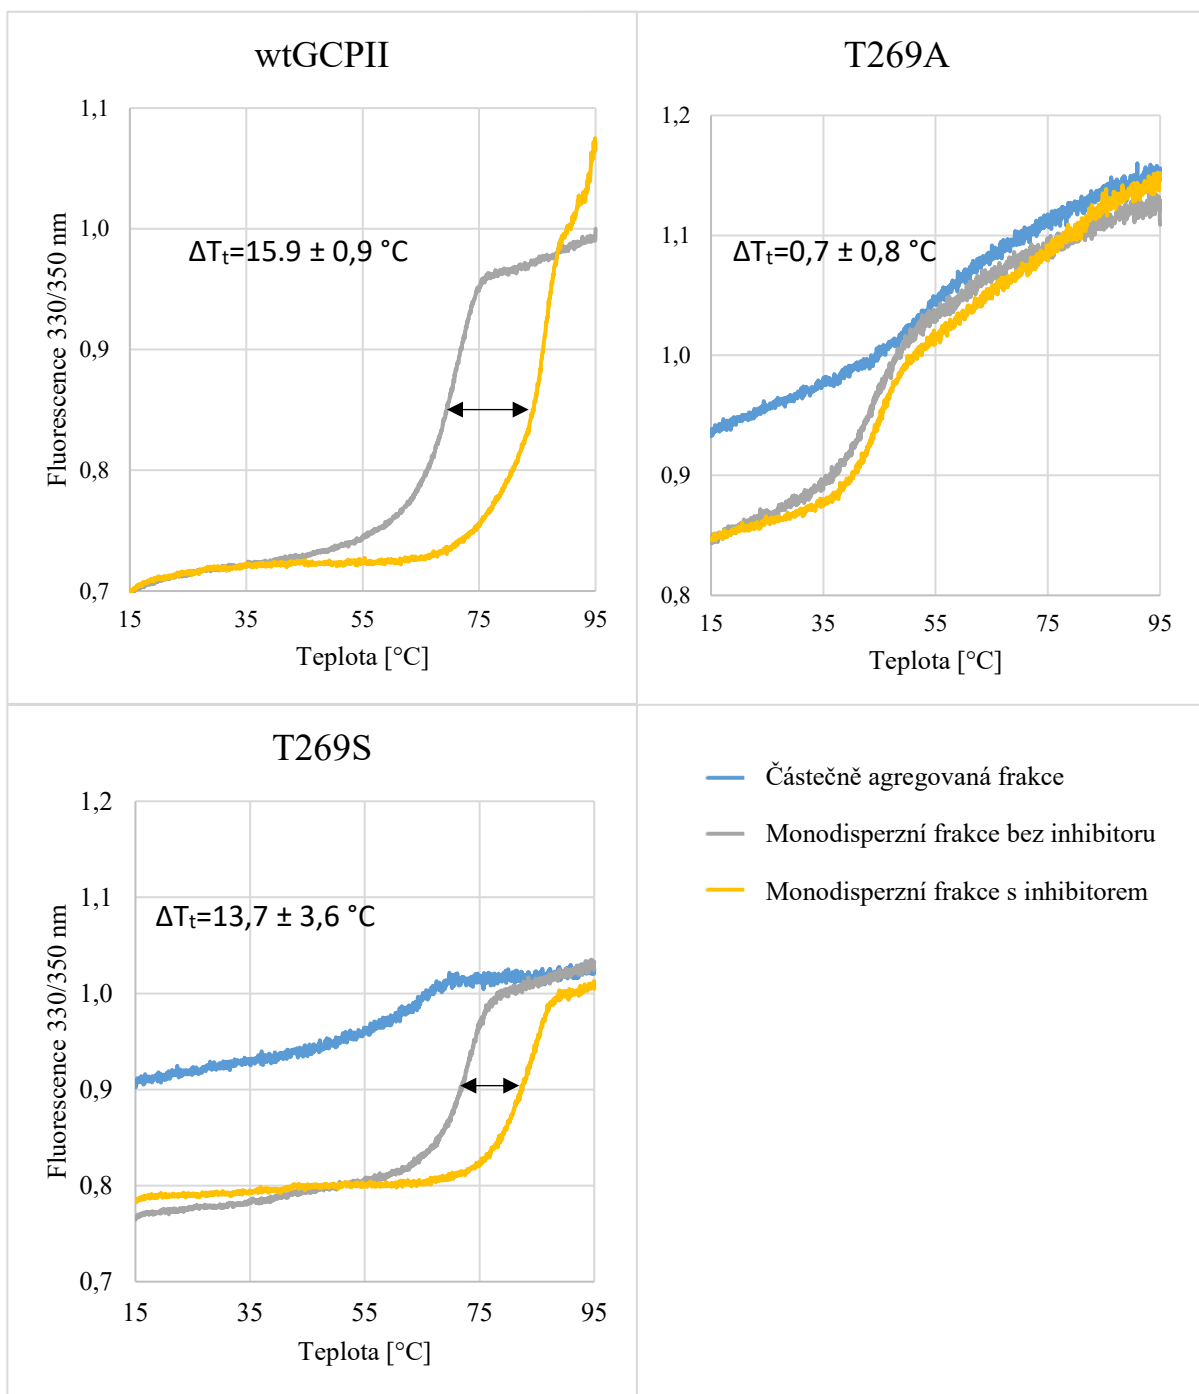 wtGCPII
1,1
1,0
0,9
0,8
0,7
ΔTt=15.9 ± 0,9 °C
Fluorescence 330/350 nm
15 35 55 75 95
Teplota [°C]
T269A
1,2
1,1
1,0
0,9
0,8
ΔTt=0,7 ± 0,8 °C
15 35 55 75 95
Teplota [°C]
T269S
1,2
1,1
1,0
0,9
0,8
0,7
ΔTt=13,7 ± 3,6 °C
Fluorescence 330/350 nm
15 35 55 75 95
Teplota [°C]
Částečně agregovaná frakce
Monodisperzní frakce bez inhibitoru
Monodisperzní frakce s inhibitorem